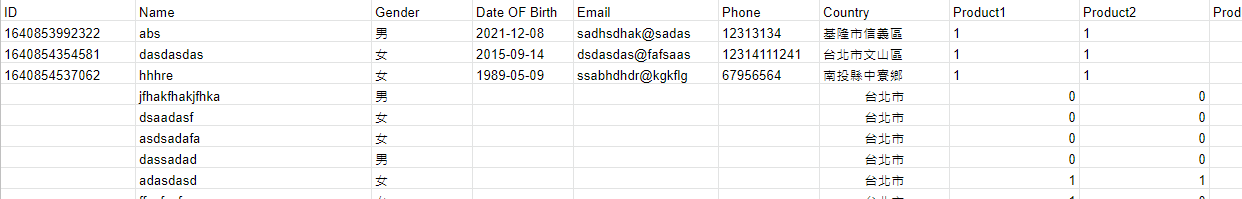 ID Name Gender Date OF Birth Email Phone Country Product1 Product2 Prod
1640853992322 abs 男 2021-12-08 sadhsdhak@sadas 12313134 基隆市信義區 1 1
1640854354581 dasdasdas 女 2015-09-14 dsdasdas@fafsaas 12314111241 台北市文山區 1 1
1640854537062 hhhre 女 1989-05-09 ssabhdhdr@kgkflg 67956564 南投縣中寮鄉 1 1
jfhakfhakjfhka 男 台北市 0 0
dsaadasf 女 台北市 0 0
asdsadafa 女 台北市 0 0
dassadad 男 台北市 0 0
adasdasd 女 台北市 1 1